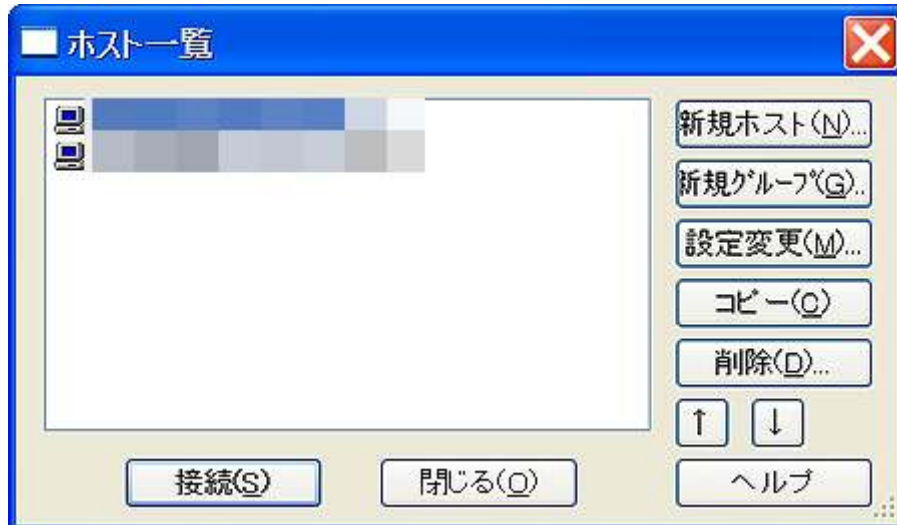 ホスト一覧
新規ホスト(N)...
新規グループ(G)..
設定変更(M)...
コピー(C)
削除(D)...
↑ ↓
接続(S) 閉じる(O) ヘルプ